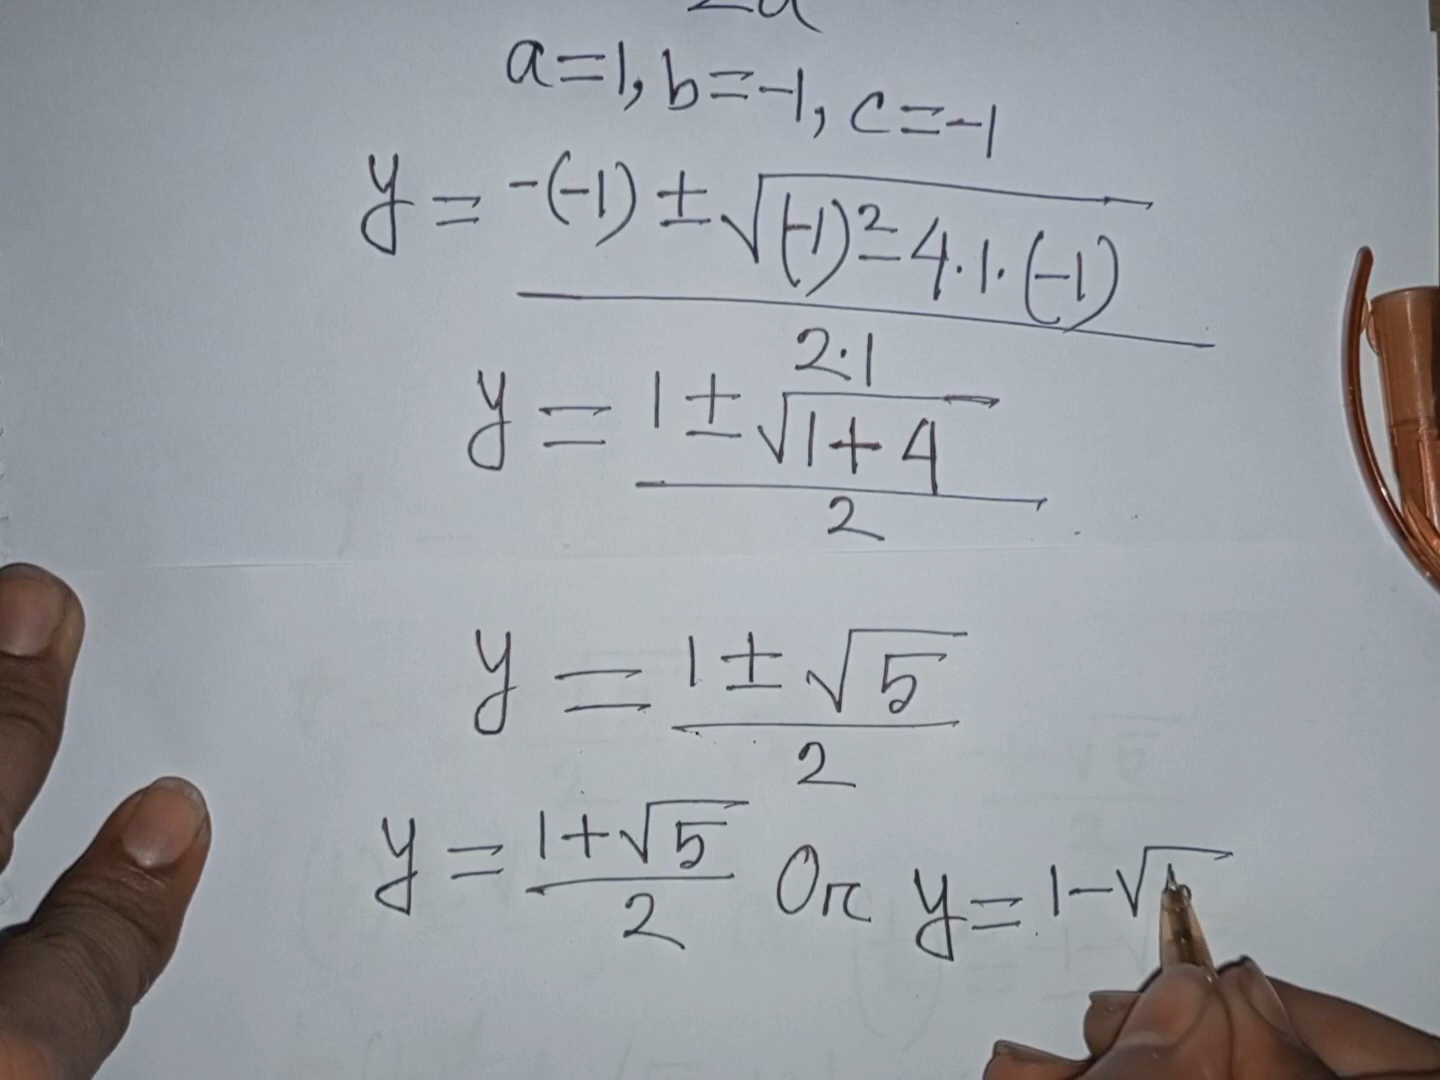 2a
a=1, b=-1, c=-1
y = -(-1) ± √(-1)² - 4.1.(-1)
2.1
y = 1 ± √1+4
2
y = 1 ± √5
2
y = 1+√5 Or y = 1-√
2